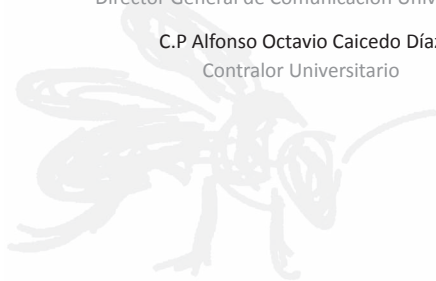 Director General de Comunicación
C.P Alfonso Octavio Caicedo Díaz
Contralor Universitario